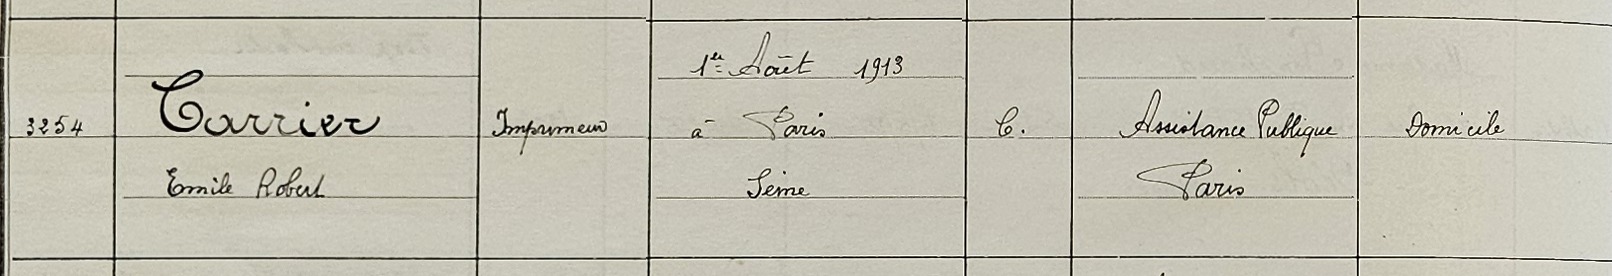 1er Août 1913
3254 Carrier Imprimeur à Paris C. Assistance Publique Domicile
Emile Robert Seine Paris